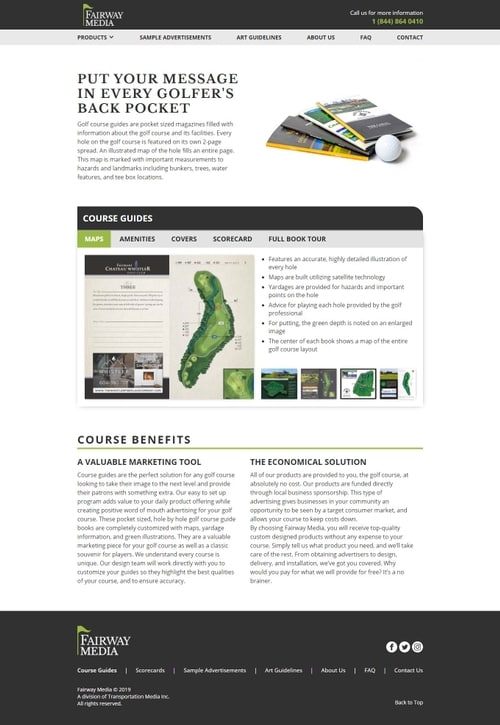 FAIRWAY
MEDIA
Call us for more information
1 (844) 864 0410
PRODUCTS
SAMPLE ADVERTISEMENTS
ART GUIDELINES
ABOUT US
FAQ
CONTACT
PUT YOUR MESSAGE
IN EVERY GOLFER'S
BACK POCKET
Golf course guides are pocket sized magazines filled with
information about the golf course and its facilities. Every
hole on the golf course is featured on its own 2-page
spread. An illustrated map of the hole fills an entire page.
This map is marked with important measurements to
hazards and landmarks including bunkers, trees, water
features, and tee box locations.
COURSE GUIDES
MAPS
AMENITIES
COVERS
SCORECARD
FULL BOOK TOUR
CHATEAU WHISTLER
THREE
WHISTLER
Features an accurate, highly detailed illustration of
every hole
Maps are built utilizing satellite technology
Yardages are provided for hazards and important
points on the hole
Advice for playing each hole provided by the golf
professional
For putting, the green depth is noted on an enlarged
image
The center of each book shows a map of the entire
golf course layout
COURSE BENEFITS
A VALUABLE MARKETING TOOL
Course guides are the perfect solution for any golf course
looking to take their image to the next level and provide
their patrons with something extra. Our easy to set up
program adds value to your daily product offering while
creating positive word of mouth advertising for your golf
course. These pocket sized, hole by hole golf course guide
books are completely customized with maps, yardage
information, and green illustrations. They are a valuable
marketing piece for your golf course as well as a classic
souvenir for players. We understand every course is
unique. Our design team will work directly with you to
customize your guides so they highlight the best qualities
of your course, and to ensure accuracy.
THE ECONOMICAL SOLUTION
All of our products are provided to you, the golf course, at
absolutely no cost. Our products are funded directly
through local business sponsorship. This type of
advertising gives businesses in your community an
opportunity to be seen by a target consumer market, and
allows your course to keep costs down.
By choosing Fairway Media, you will receive top-quality
custom designed products without any expense to your
course. Simply tell us what product you need, and we'll take
care of the rest. From obtaining advertisers to design,
delivery, and installation, we've got you covered. Why
would you pay for what we will provide for free? It's a no
brainer.
FAIRWAY
MEDIA
Course Guides | Scorecards | Sample Advertisements | Art Guidelines | About Us | FAQ | Contact Us
Fairway Media © 2019
A division of Transportation Media Inc.
All rights reserved.
Back to Top